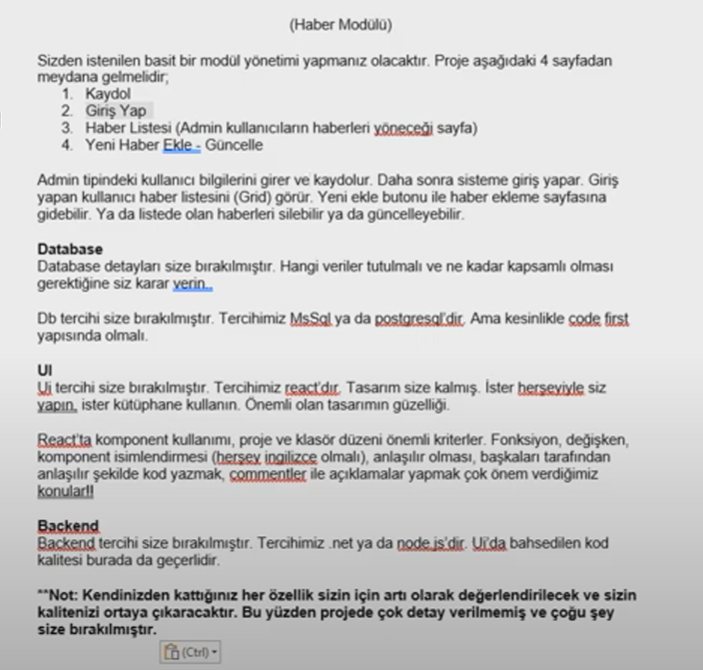 (Haber Modülü)
Sizden istenilen basit bir modül yönetimi yapmanız olacaktır. Proje aşağıdaki 4 sayfadan
meydana gelmelidir;
1. Kaydol
2. Giriş Yap
3. Haber Listesi (Admin kullanıcıların haberleri yöneceği sayfa)
4. Yeni Haber Ekle - Güncelle
Admin tipindeki kullanıcı bilgilerini girer ve kaydolur. Daha sonra sisteme giriş yapar. Giriş
yapan kullanıcı haber listesini (Grid) görür. Yeni ekle butonu ile haber ekleme sayfasına
gidebilir. Ya da listede olan haberleri silebilir ya da güncelleyebilir.
Database
Database detayları size bırakılmıştır. Hangi veriler tutulmalı ve ne kadar kapsamlı olması
gerektiğine siz karar verin..
Db tercihi size bırakılmıştır. Tercihimiz MsSql ya da postgresql'dir. Ama kesinlikle code first
yapısında olmalı.
UI
Ui tercihi size bırakılmıştır. Tercihimiz react'dır. Tasarım size kalmış. İster herşeyiyle siz
yapın, ister kütüphane kullanın. Önemli olan tasarımın güzelliği.
React'ta komponent kullanımı, proje ve klasör düzeni önemli kriterler. Fonksiyon, değişken,
komponent isimlendirmesi (herşey ingilizce olmalı), anlaşılır olması, başkaları tarafından
anlaşılır şekilde kod yazmak, commentler ile açıklamalar yapmak çok önem verdiğimiz
konular!!
Backend
Backend tercihi size bırakılmıştır. Tercihimiz .net ya da node.js'dir. Ui'da bahsedilen kod
kalitesi burada da geçerlidir.
**Not: Kendinizden kattığınız her özellik sizin için artı olarak değerlendirilecek ve sizin
kalitenizi ortaya çıkaracaktır. Bu yüzden projede çok detay verilmemiş ve çoğu şey
size bırakılmıştır.
(Ctrl)